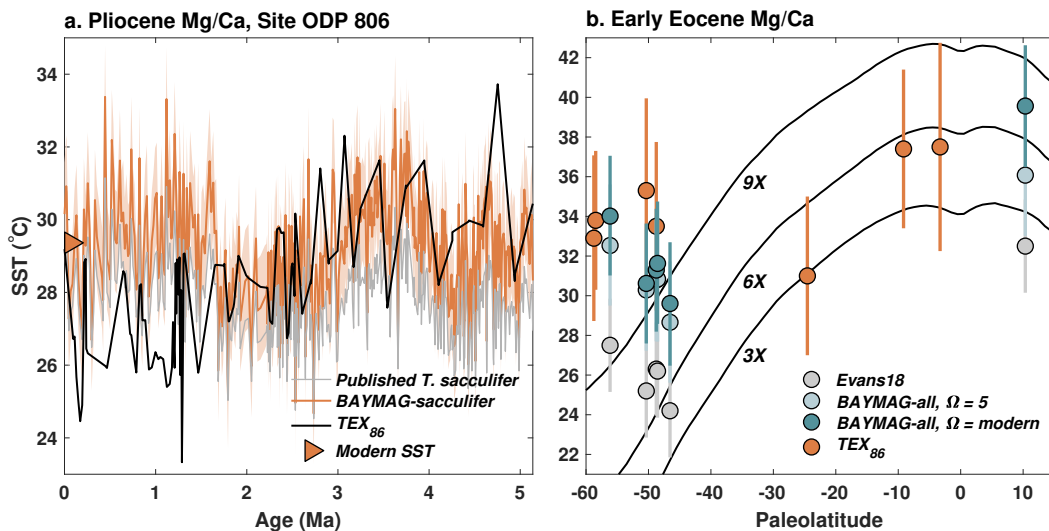 a. Pliocene Mg/Ca, Site ODP 806
SST (°C)
34
32
30
28
26
24
Published T. sacculifer
BAYMAG-sacculifer
TEX86
Modern SST
0
1
2
3
4
5
Age (Ma)
b. Early Eocene Mg/Ca
42
40
38
36
34
32
30
28
26
24
22
9X
6X
3X
Evans18
BAYMAG-all, Ω = 5
BAYMAG-all, Ω = modern
TEX86
-60
-50
-40
-30
-20
-10
0
10
Paleolatitude